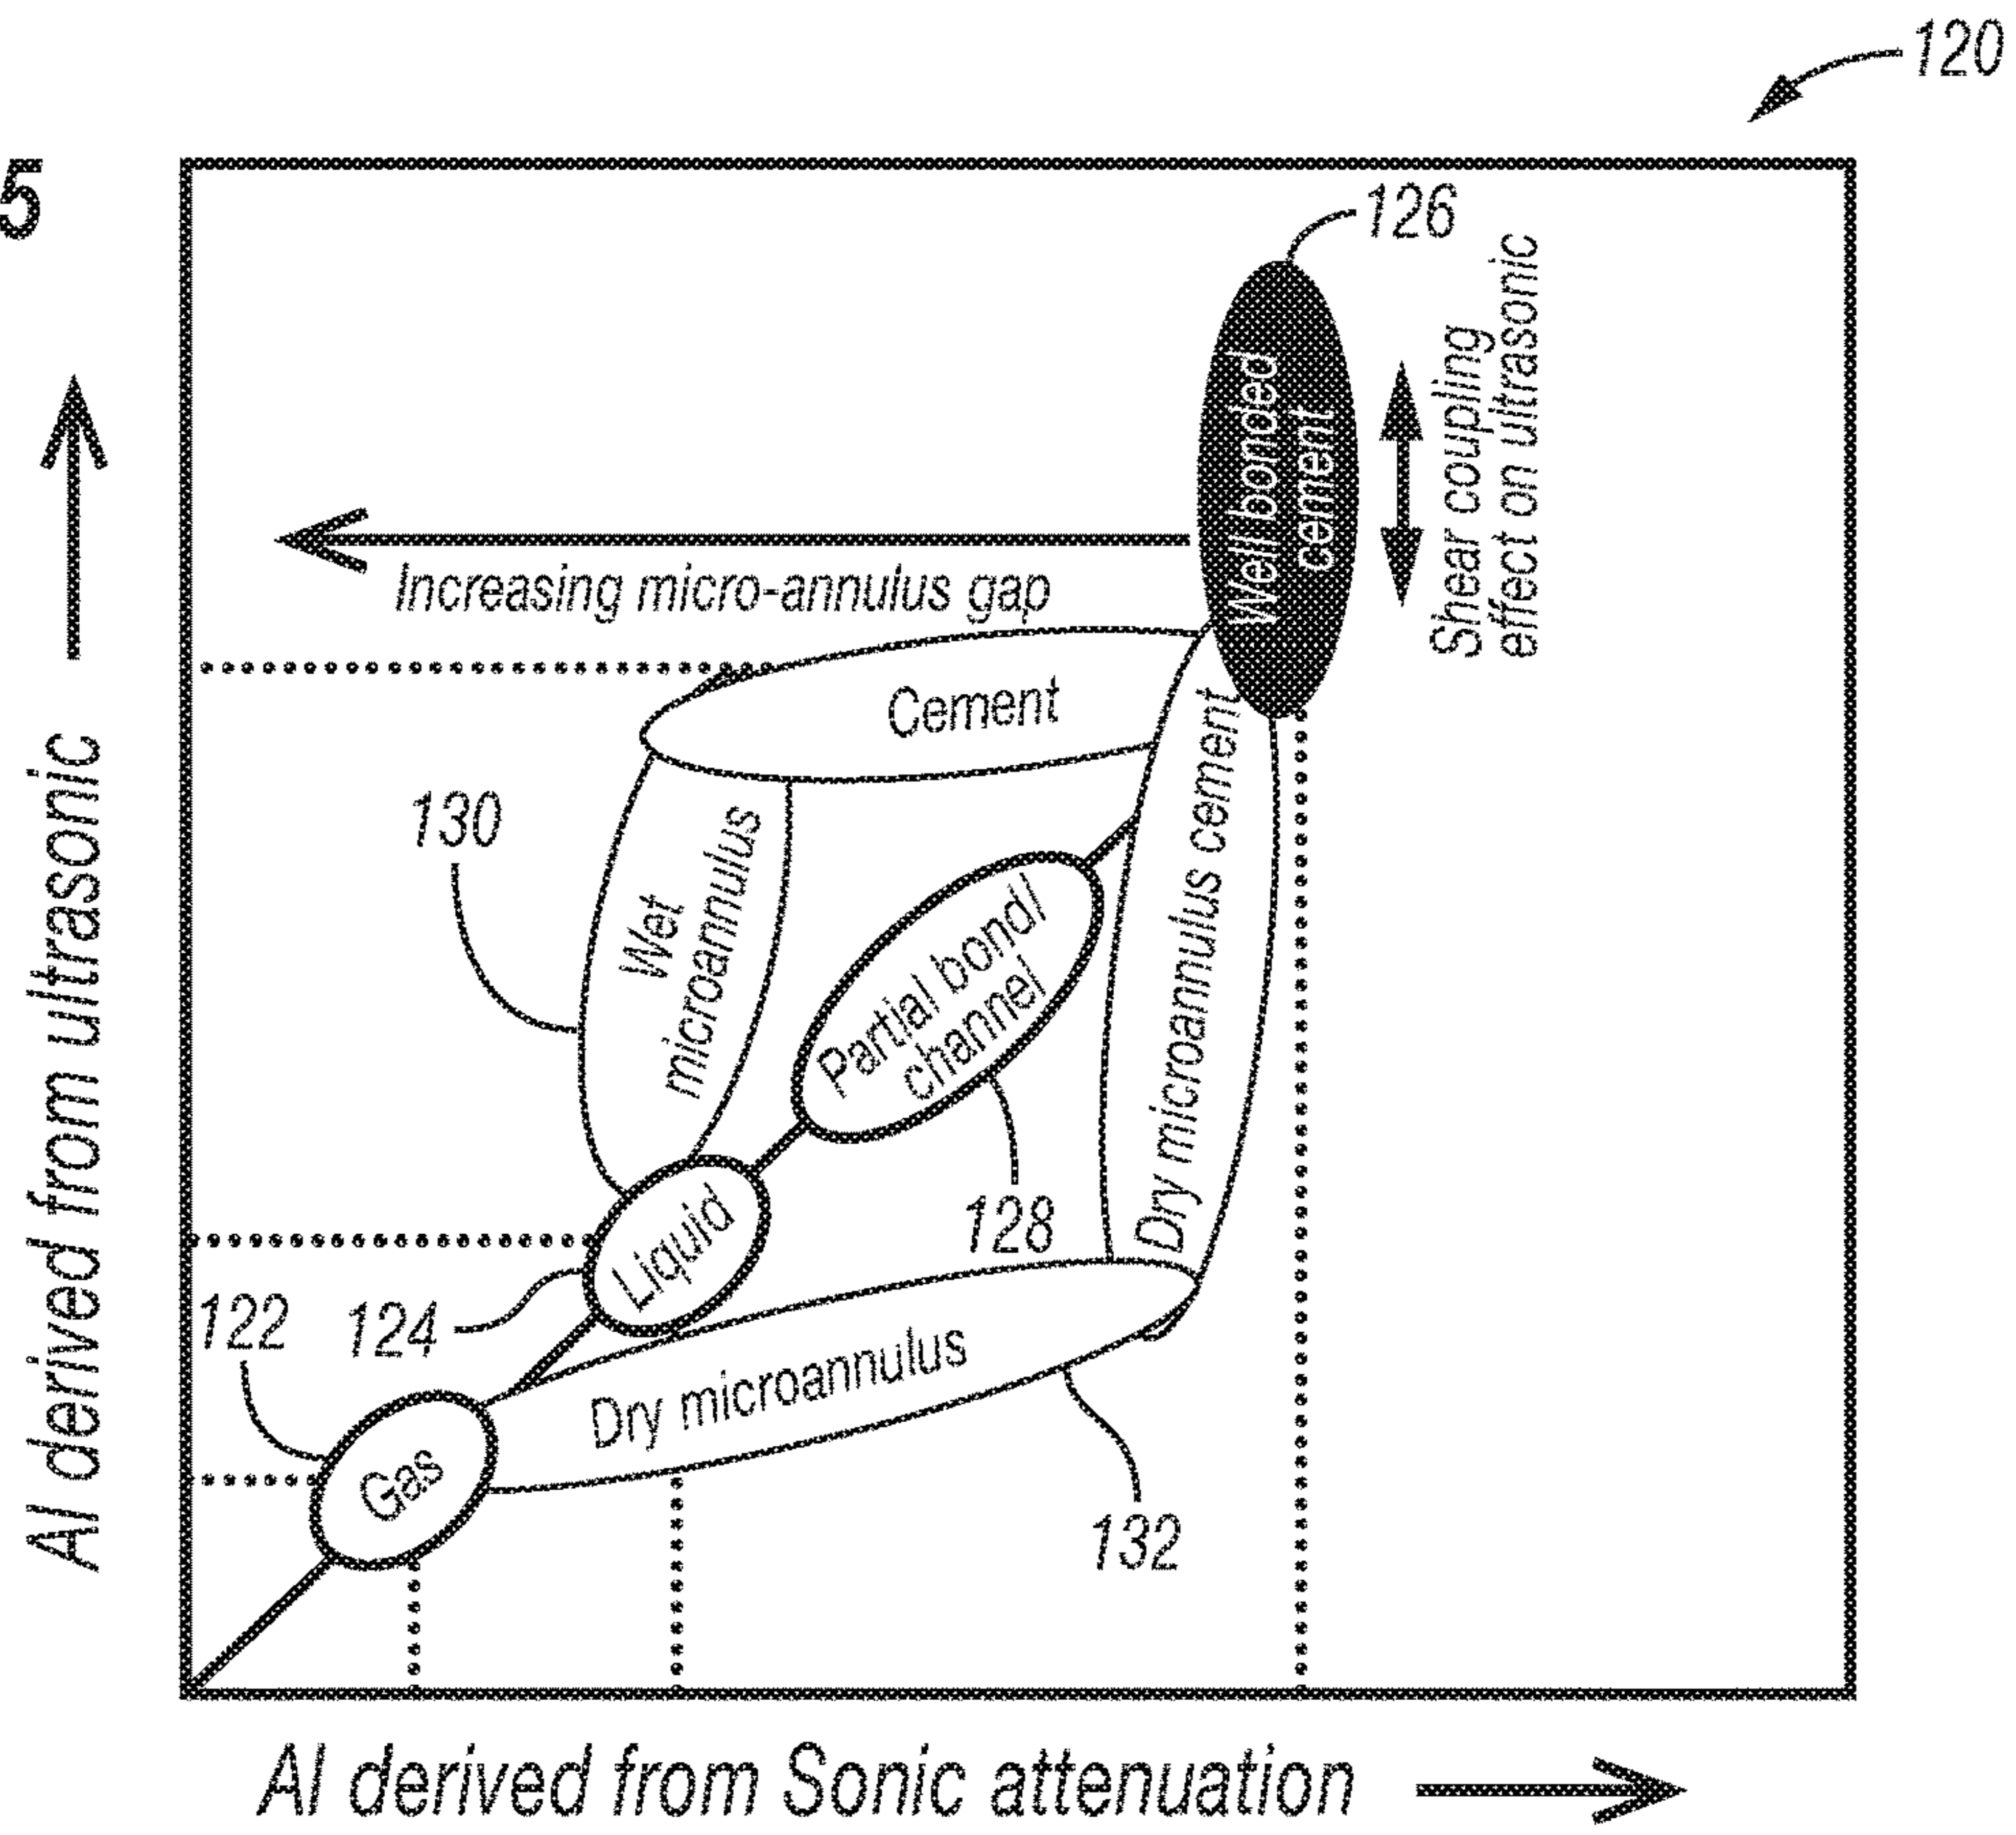 120
5
126
Well bonded
cement
Shear coupling
effect on ultrasonic
Increasing micro-annulus gap
Cement
130
Wet
microannulus
Partial bond/
channel
Dry microannulus cement
128
Liquid
122
124
Dry microannulus
Gas
132
AI derived from ultrasonic
AI derived from Sonic attenuation